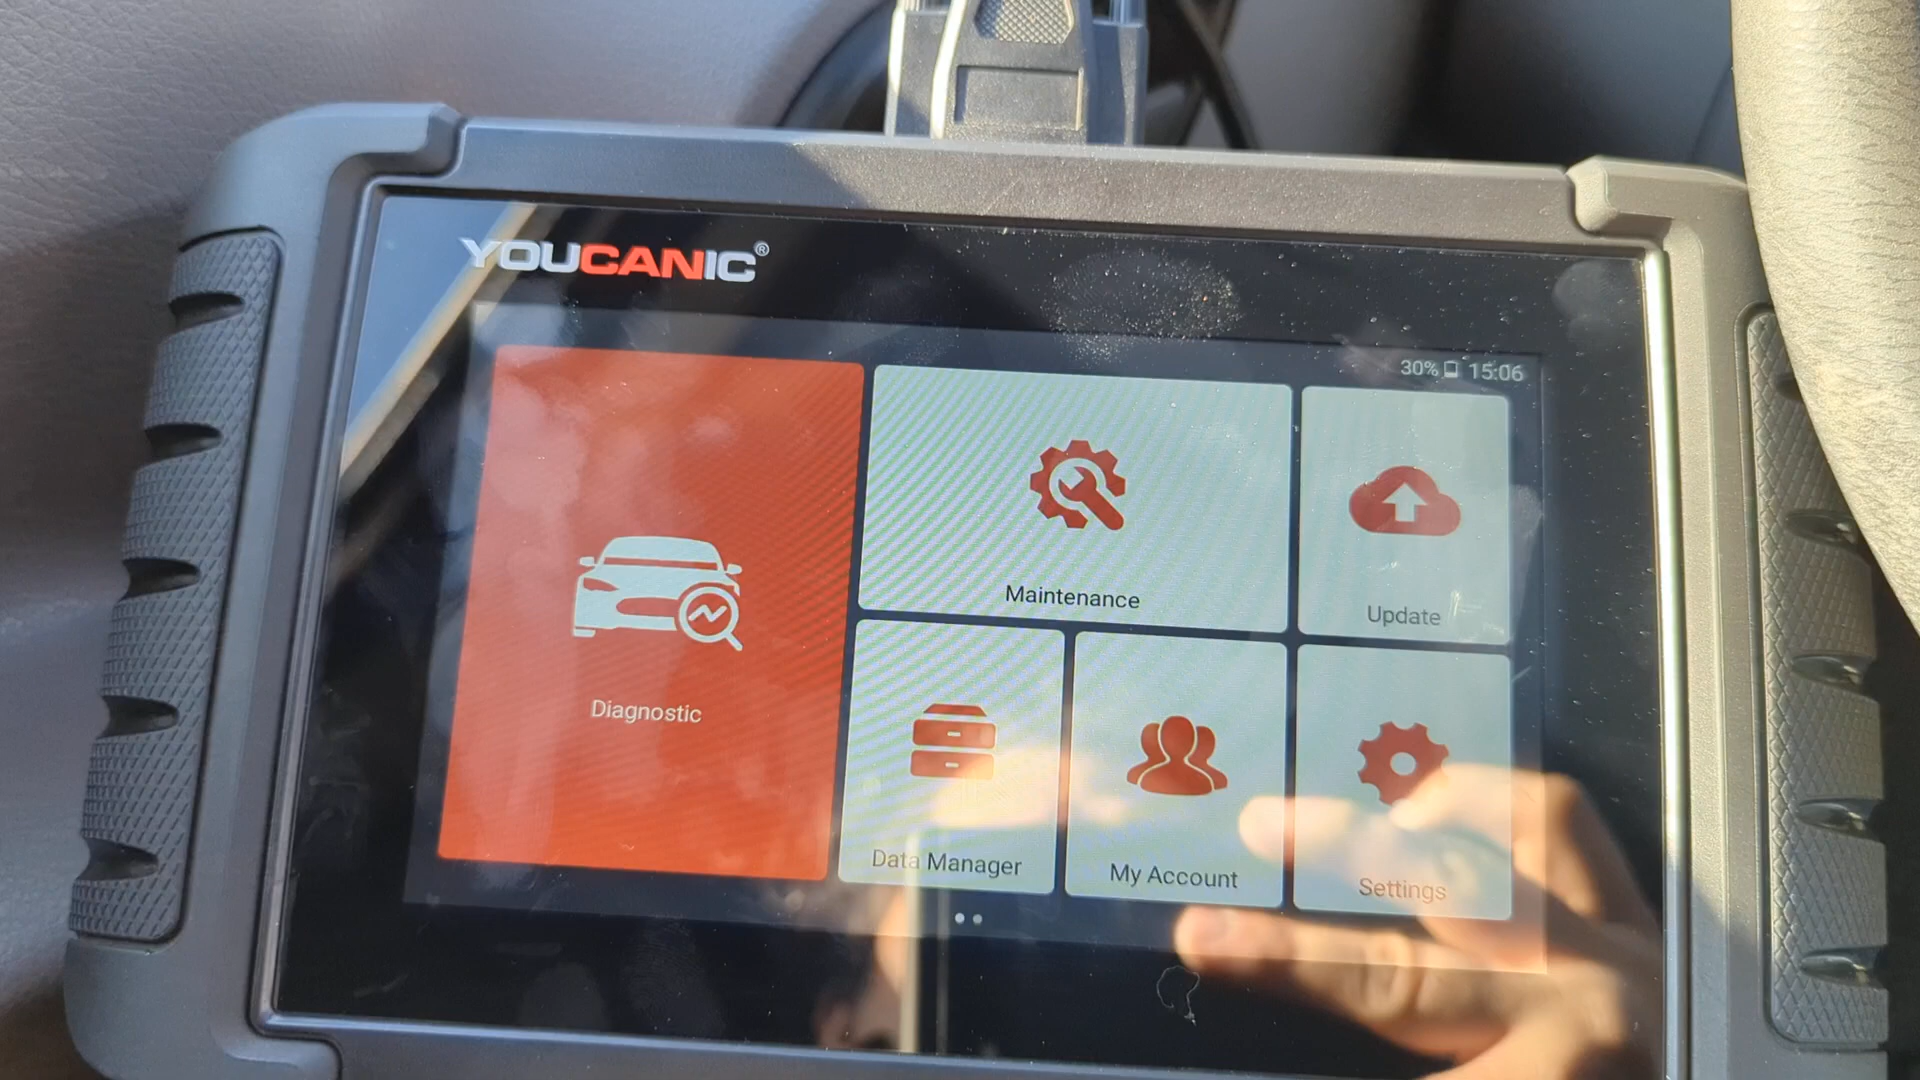 YOUCANIC®
30% 15:06
Diagnostic
Maintenance
Update
Data Manager
My Account
Settings